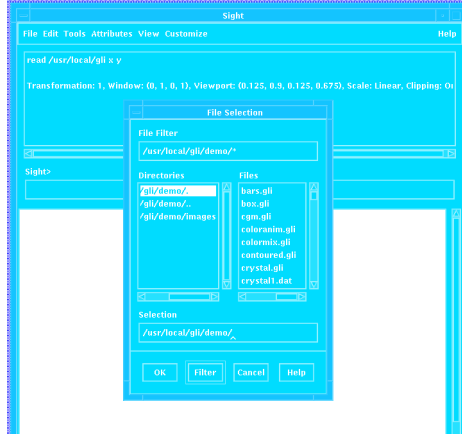 Sight
File Edit Tools Attributes View Customize Help
read /usr/local/gli x y
Transformation: 1, Window: (0, 1, 0, 1), Viewport: (0.125, 0.9, 0.125, 0.675), Scale: Linear, Clipping: On
File Selection
File Filter
/usr/local/gli/demo/*
Sight>
Directories Files
/gli/demo/. bars.gli
/gli/demo/.. box.gli
/gli/demo/images cgm.gli
coloranim.gli
colormix.gli
contoured.gli
crystal.gli
crystal1.dat
Selection
/usr/local/gli/demo/
OK Filter Cancel Help